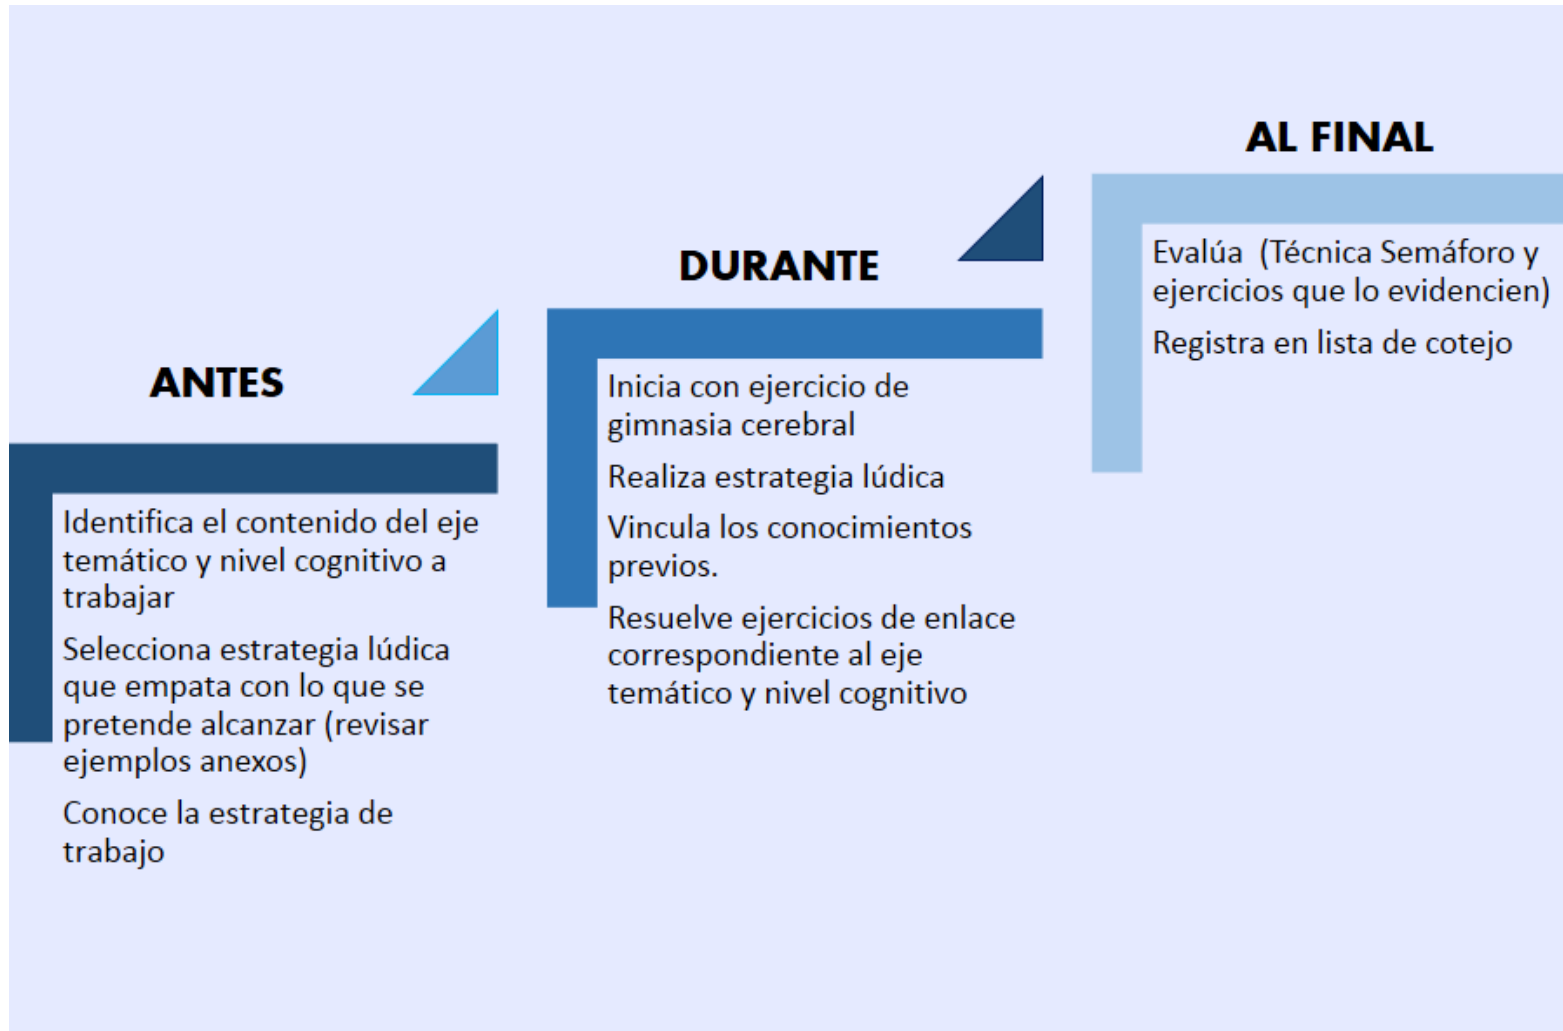 ANTES
Identifica el contenido del eje
temático y nivel cognitivo a
trabajar
Selecciona estrategia lúdica
que empata con lo que se
pretende alcanzar (revisar
ejemplos anexos)
Conoce la estrategia de
trabajo
DURANTE
Inicia con ejercicio de
gimnasia cerebral
Realiza estrategia lúdica
Vincula los conocimientos
previos.
Resuelve ejercicios de enlace
correspondiente al eje
temático y nivel cognitivo
AL FINAL
Evalúa (Técnica Semáforo y
ejercicios que lo evidencien)
Registra en lista de cotejo